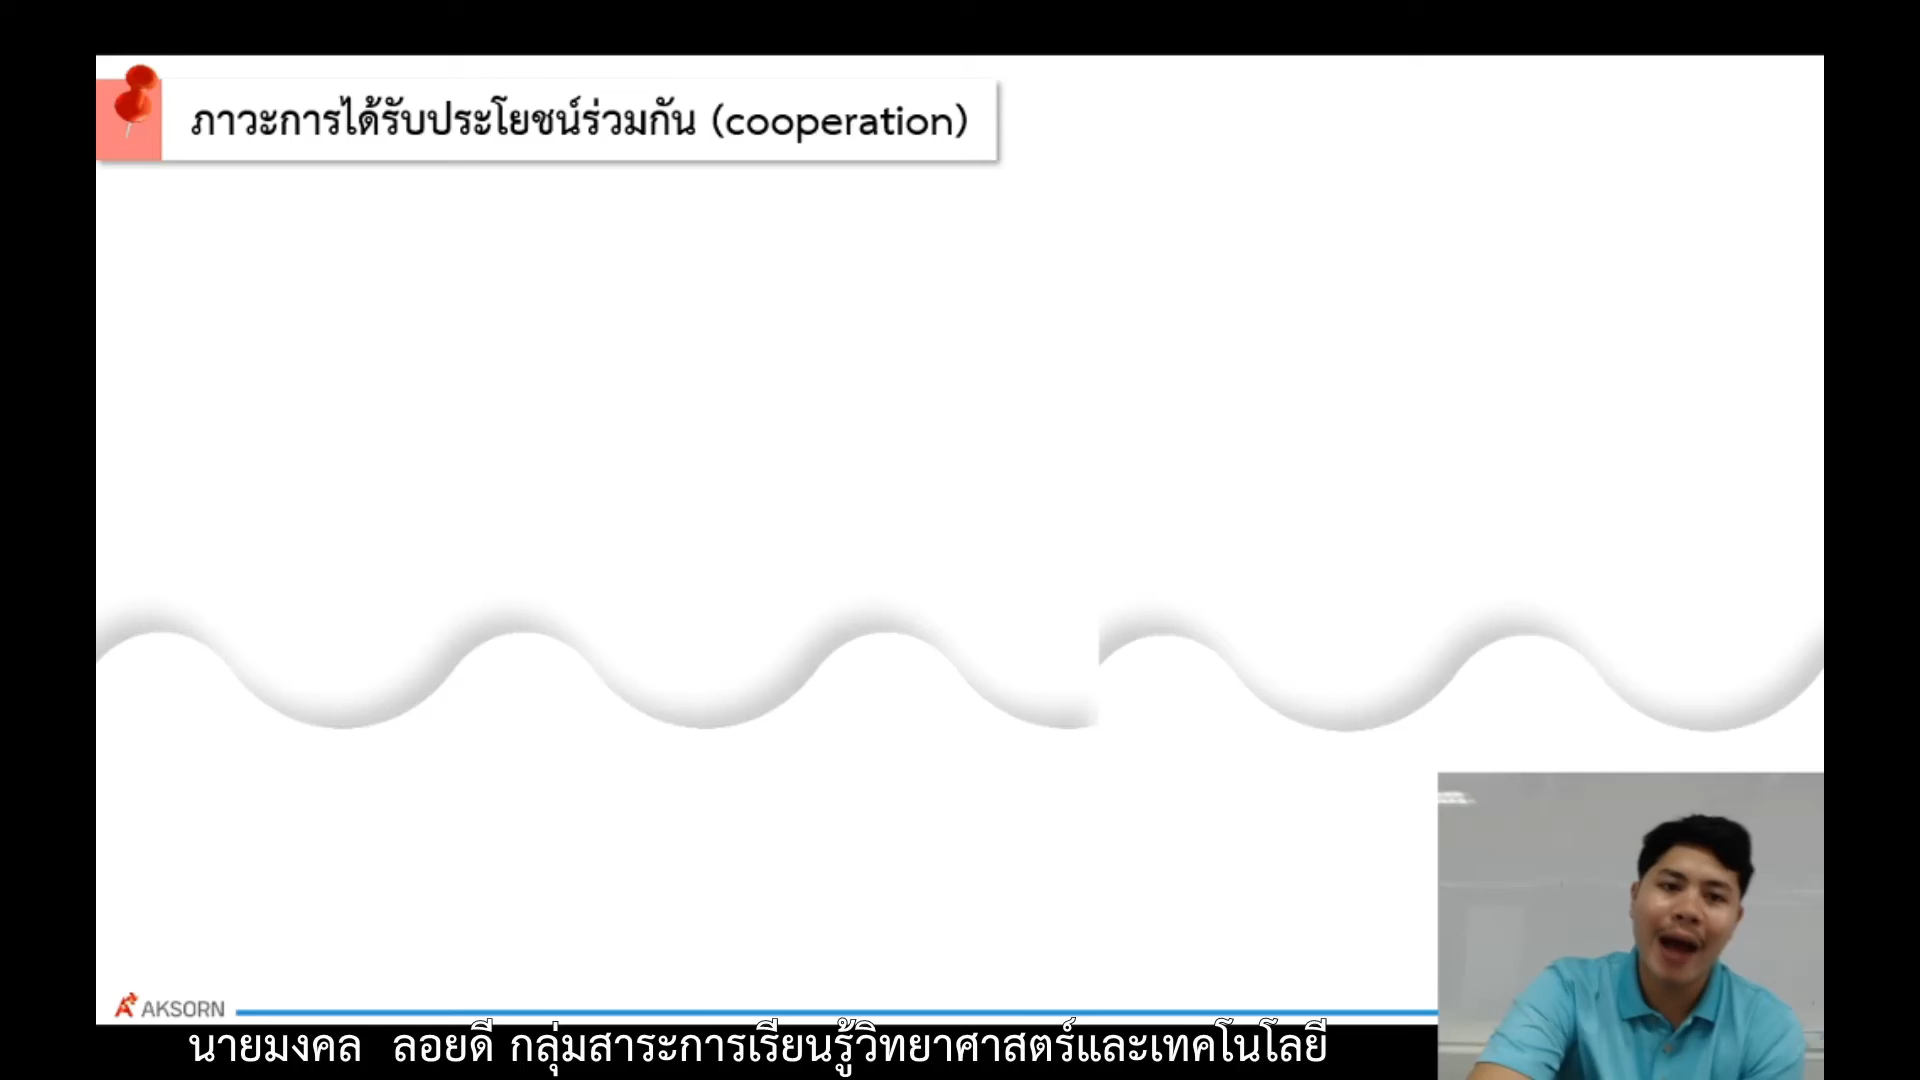 ภาวะการได้รับประโยชน์ร่วมกัน (cooperation)
AKSORN
นายมงคล ลอยดี กลุ่มสาระการเรียนรู้วิทยาศาสตร์และเทคโนโลยี